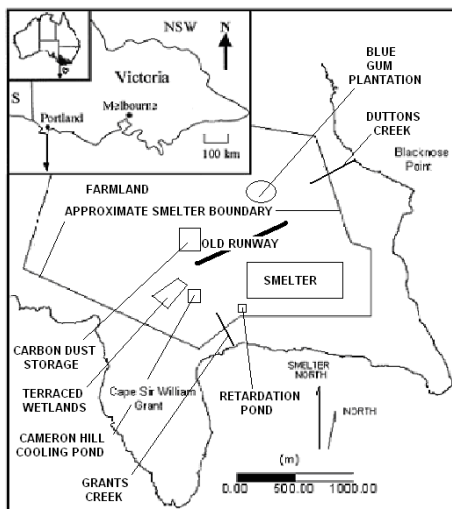 NSW
N
Victoria
Melbourne
S
Portland
100 km
BLUE
GUM
PLANTATION
DUTTONS
CREEK
Blacknose
Point
FARMLAND
APPROXIMATE SMELTER BOUNDARY
OLD RUNWAY
SMELTER
CARBON DUST
STORAGE
TERRACED
WETLANDS
Cape Sir William
Grant
CAMERON HILL
COOLING POND
GRANTS
CREEK
RETARDATION
POND
SMELTER
NORTH
NORTH
(m)
0.00 500.00 1000.00